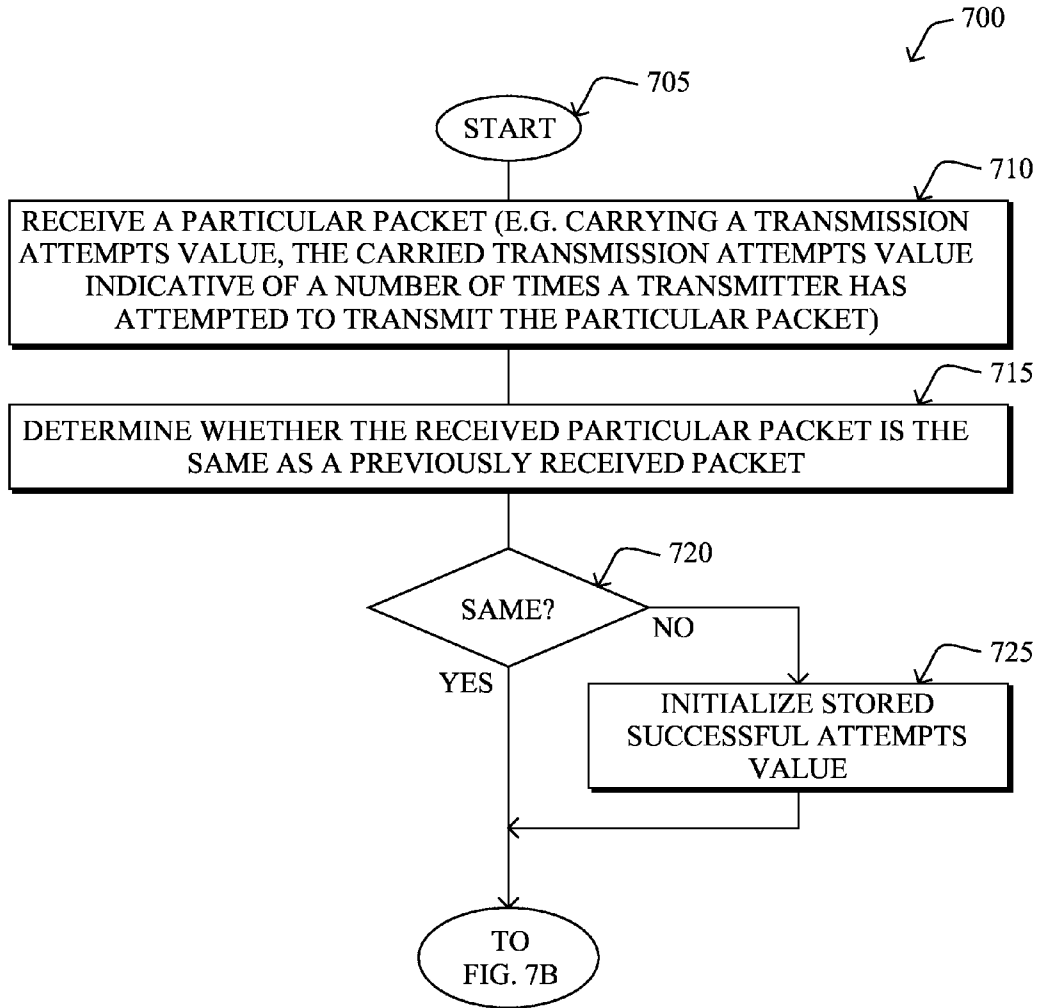 700
705
START
710
RECEIVE A PARTICULAR PACKET (E.G. CARRYING A TRANSMISSION
ATTEMPTS VALUE, THE CARRIED TRANSMISSION ATTEMPTS VALUE
INDICATIVE OF A NUMBER OF TIMES A TRANSMITTER HAS
ATTEMPTED TO TRANSMIT THE PARTICULAR PACKET)
715
DETERMINE WHETHER THE RECEIVED PARTICULAR PACKET IS THE
SAME AS A PREVIOUSLY RECEIVED PACKET
720
SAME?
NO
YES
725
INITIALIZE STORED
SUCCESSFUL ATTEMPTS
VALUE
TO
FIG. 7B